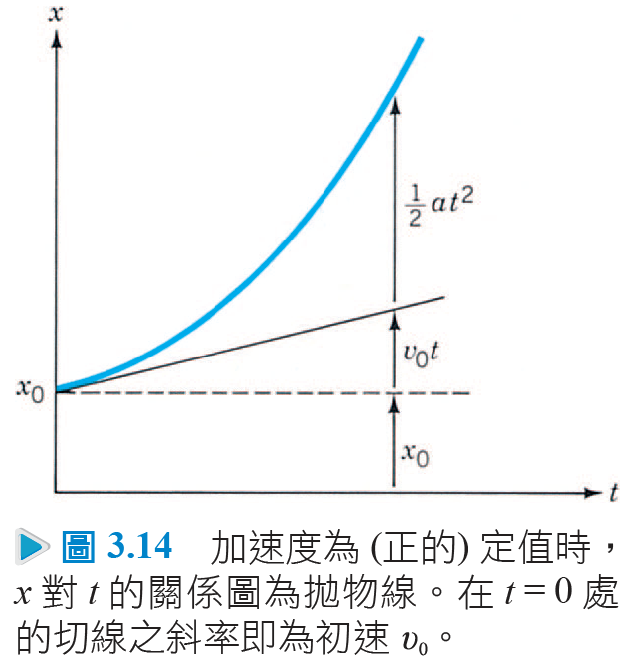 x
½ at²
v₀t
x₀
x₀
t
圖 3.14 加速度為 (正的) 定值時，
x 對 t 的關係圖為拋物線。在 t = 0 處
的切線之斜率即為初速 v₀。